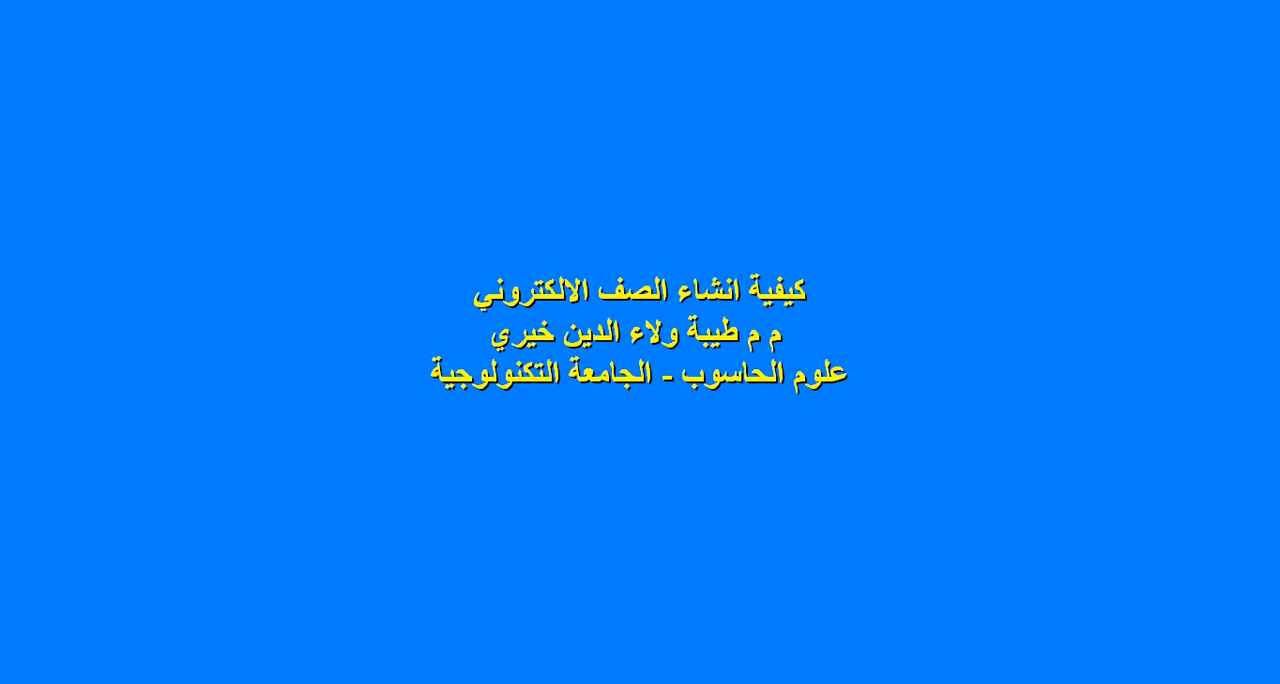 كيفية انشاء الصف الالكتروني
م م طيبة ولاء الدين خيري
علوم الحاسوب - الجامعة التكنولوجية